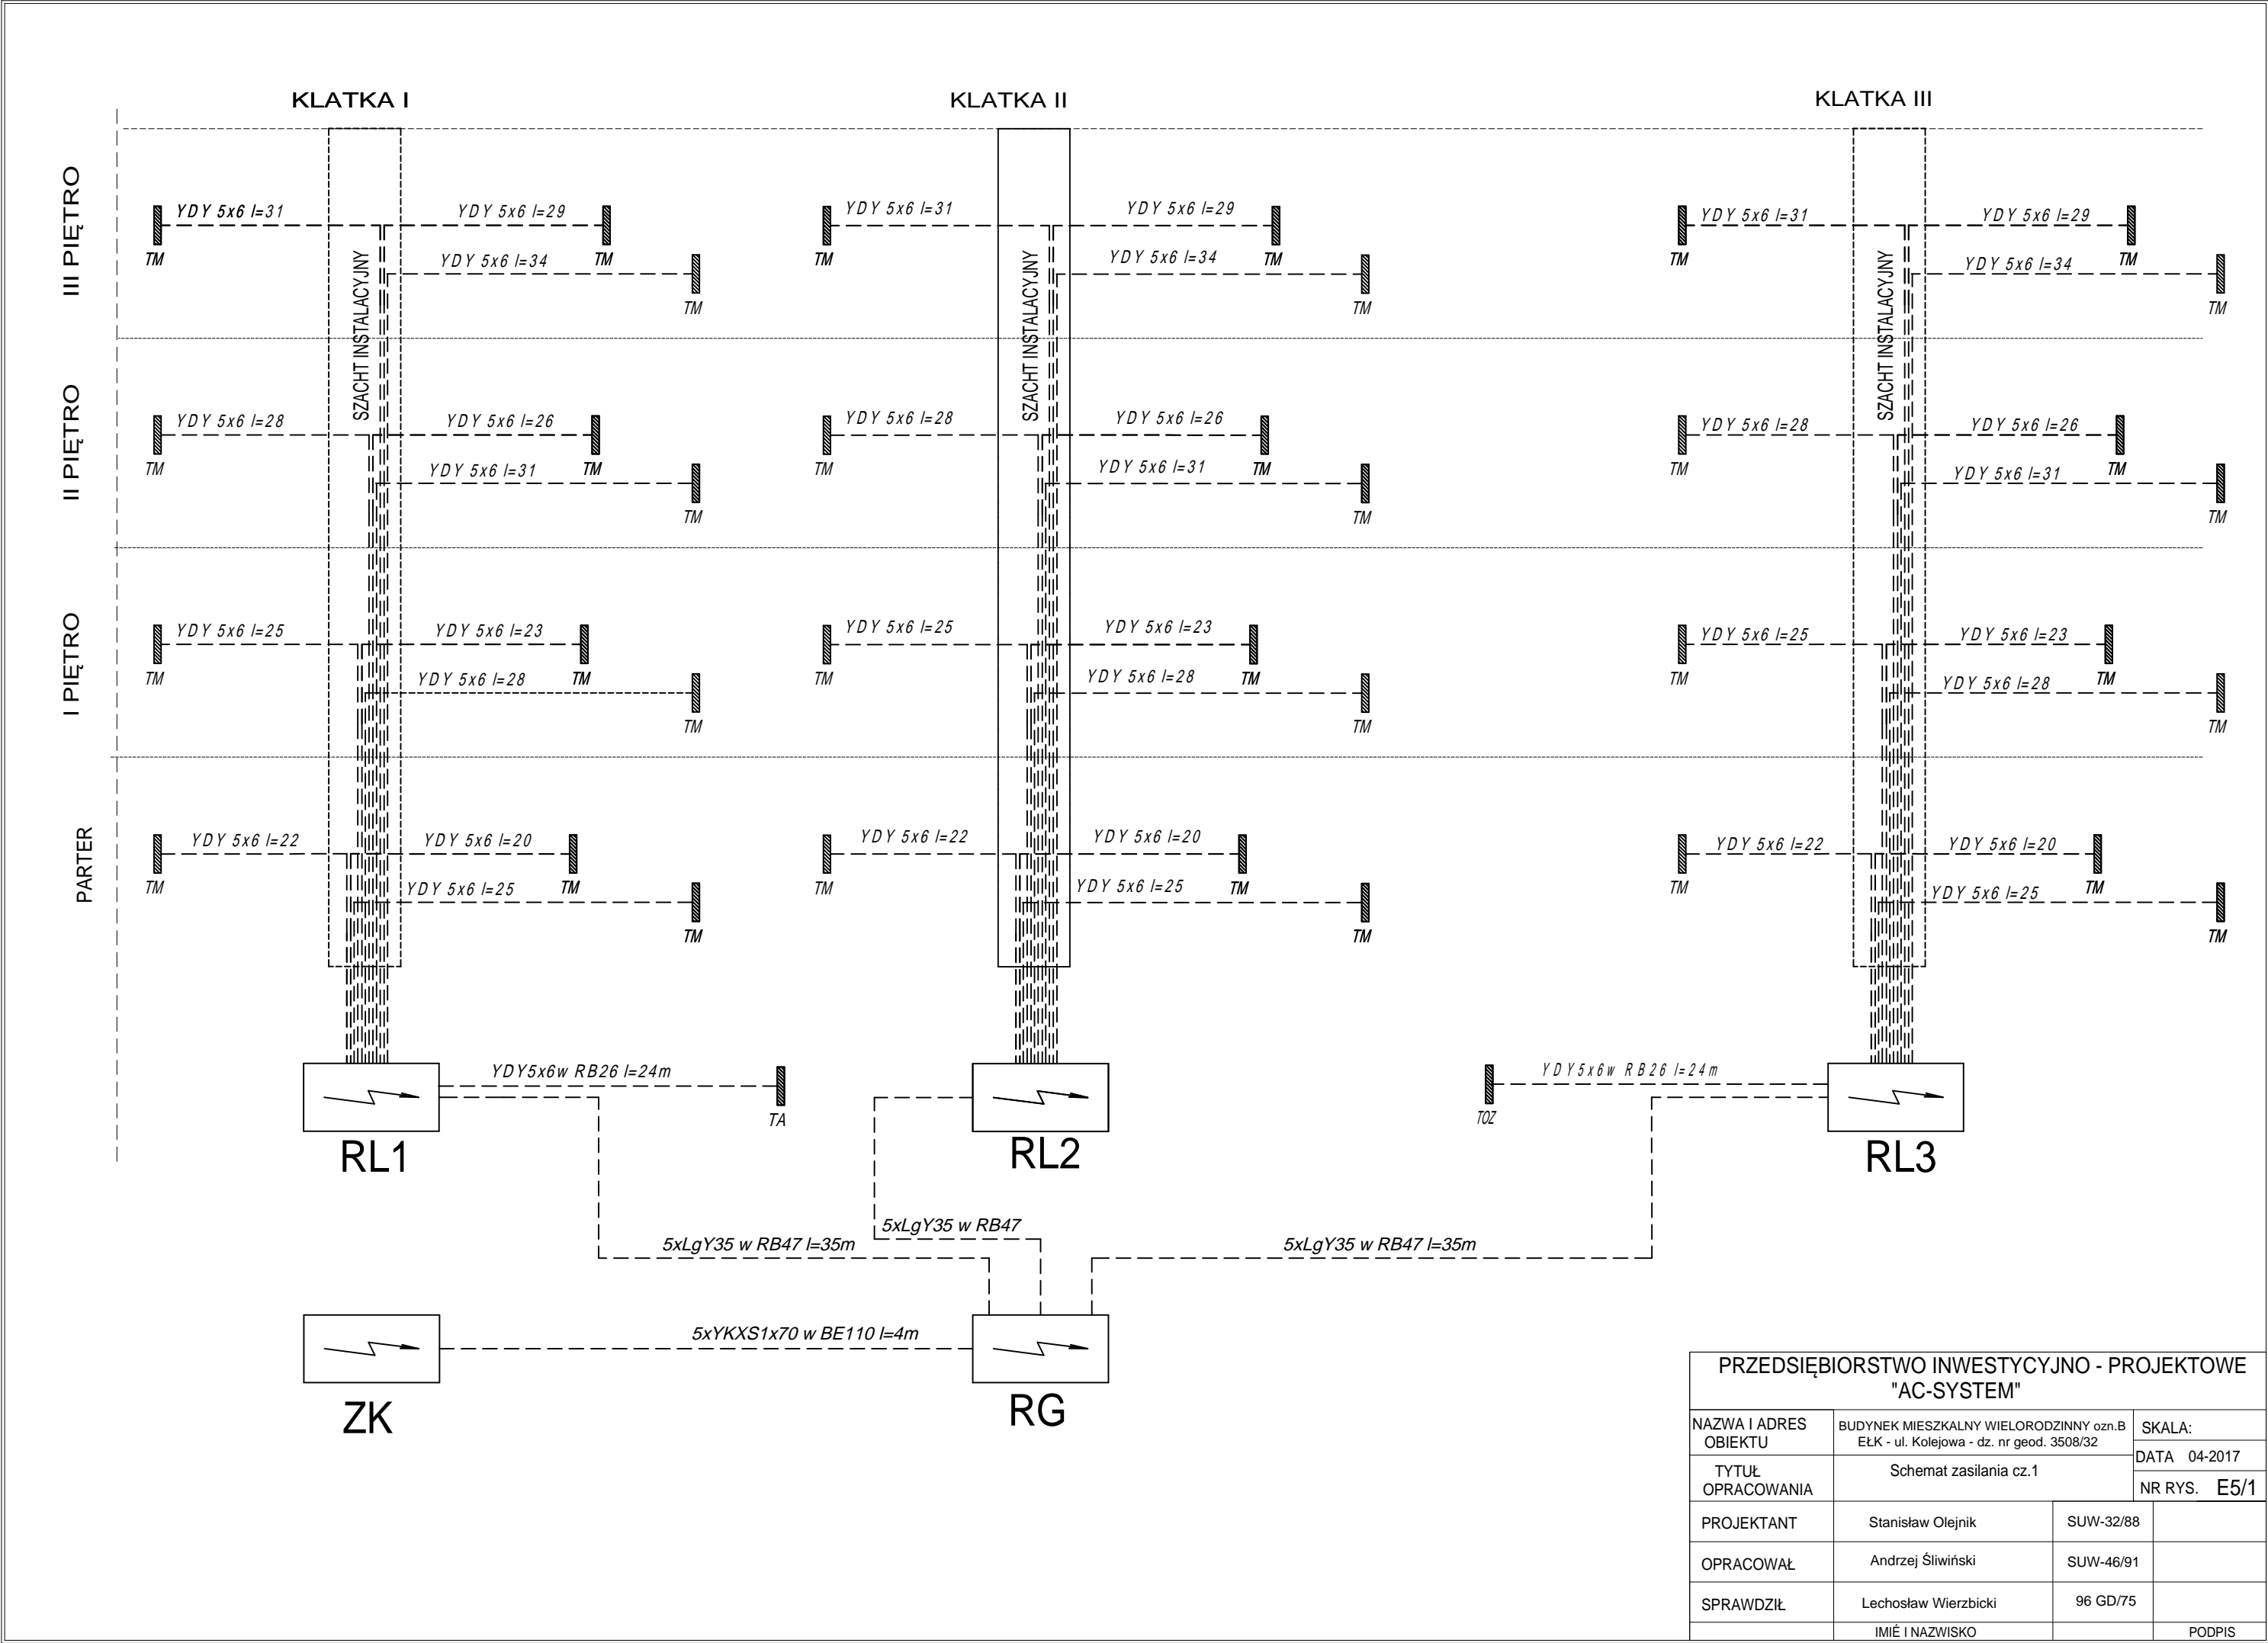 KLATKA I
KLATKA II
KLATKA III
III PIĘTRO
YDY 5x6 l=31
YDY 5x6 l=29
YDY 5x6 l=31
YDY 5x6 l=29
YDY 5x6 l=31
YDY 5x6 l=29
TM
YDY 5x6 l=34
TM
TM
YDY 5x6 l=34
TM
TM
YDY 5x6 l=34
TM
TM
TM
TM
SZACHT INSTALACYJNY
SZACHT INSTALACYJNY
SZACHT INSTALACYJNY
II PIĘTRO
YDY 5x6 l=28
YDY 5x6 l=26
YDY 5x6 l=28
YDY 5x6 l=26
YDY 5x6 l=28
YDY 5x6 l=26
TM
YDY 5x6 l=31
TM
TM
YDY 5x6 l=31
TM
TM
YDY 5x6 l=31
TM
TM
TM
TM
I PIĘTRO
YDY 5x6 l=25
YDY 5x6 l=23
YDY 5x6 l=25
YDY 5x6 l=23
YDY 5x6 l=25
YDY 5x6 l=23
TM
YDY 5x6 l=28
TM
TM
YDY 5x6 l=28
TM
TM
YDY 5x6 l=28
TM
TM
TM
TM
PARTER
YDY 5x6 l=22
YDY 5x6 l=20
YDY 5x6 l=22
YDY 5x6 l=20
YDY 5x6 l=22
YDY 5x6 l=20
TM
YDY 5x6 l=25
TM
TM
YDY 5x6 l=25
TM
TM
YDY 5x6 l=25
TM
TM
TM
TM
YDY5x6w RB26 l=24m
YDY5x6w RB26 l=24m
TA
TOZ
RL1
RL2
RL3
5xLgY35 w RB47
5xLgY35 w RB47 l=35m
5xLgY35 w RB47 l=35m
5xYKXS1x70 w BE110 l=4m
ZK
RG
PRZEDSIĘBIORSTWO INWESTYCYJNO - PROJEKTOWE
"AC-SYSTEM"
NAZWA I ADRES
OBIEKTU
BUDYNEK MIESZKALNY WIELORODZINNY ozn.B
EŁK - ul. Kolejowa - dz. nr geod. 3508/32
SKALA:
DATA 04-2017
TYTUŁ
OPRACOWANIA
Schemat zasilania cz.1
NR RYS. E5/1
PROJEKTANT
Stanisław Olejnik
SUW-32/88
OPRACOWAŁ
Andrzej Śliwiński
SUW-46/91
SPRAWDZIŁ
Lechosław Wierzbicki
96 GD/75
IMIÉ I NAZWISKO
PODPIS